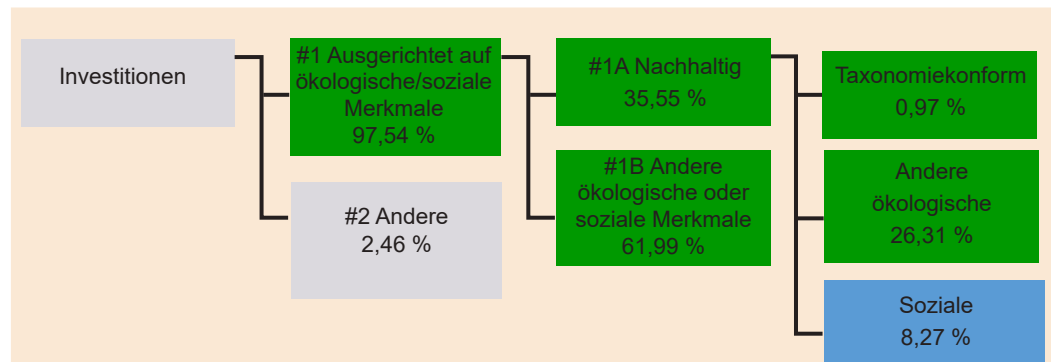 Investitionen
#1 Ausgerichtet auf
ökologische/soziale
Merkmale
97,54 %
#2 Andere
2,46 %
#1A Nachhaltig
35,55 %
#1B Andere
ökologische oder
soziale Merkmale
61,99 %
Taxonomiekonform
0,97 %
Andere
ökologische
26,31 %
Soziale
8,27 %